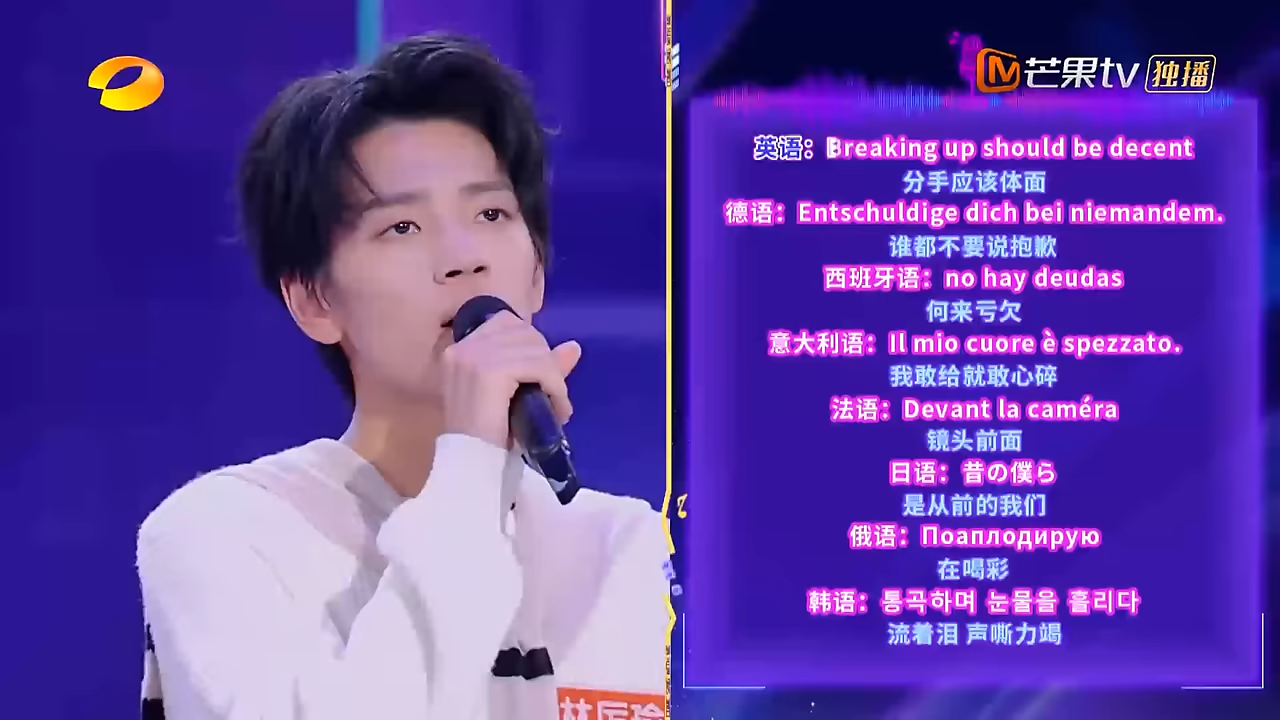 芒果tv 独播
英语：Breaking up should be decent
分手应该体面
德语：Entschuldige dich bei niemandem.
谁都不要说抱歉
西班牙语：no hay deudas
何来亏欠
意大利语：Il mio cuore è spezzato.
我敢给就敢心碎
法语：Devant la caméra
镜头前面
日语：昔の僕ら
是从前的我们
俄语：Поаплодирую
在喝彩
韩语：통곡하며 눈물을 흘리다
流着泪 声嘶力竭